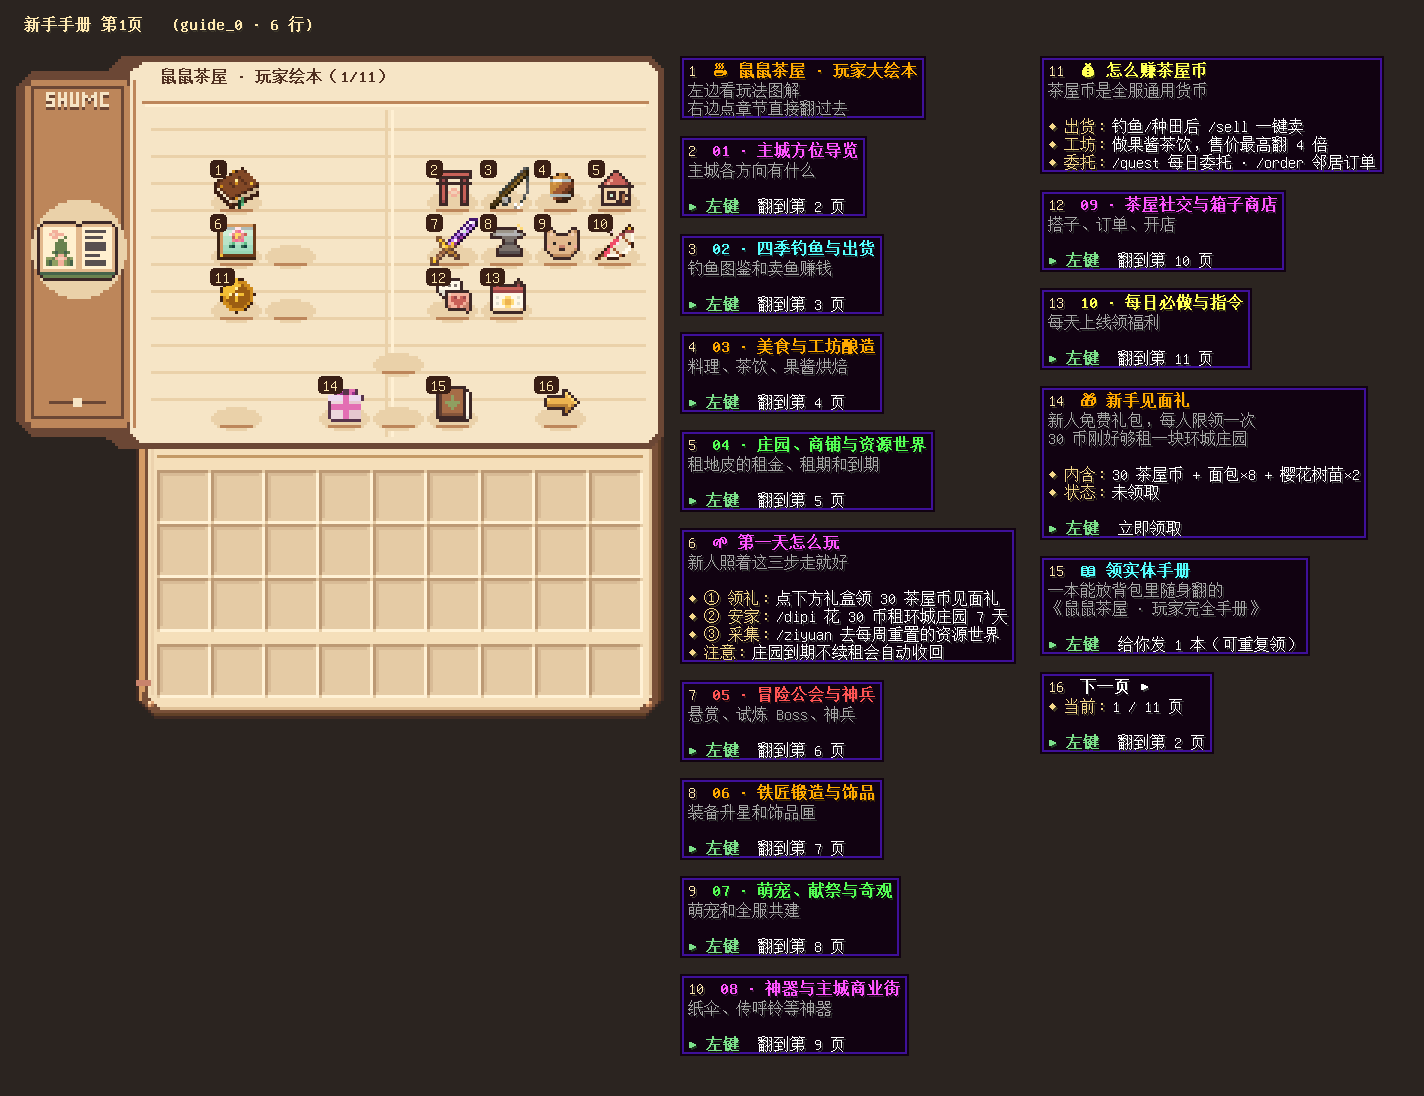 新手手册 第1页 (guide_0 · 6 行)
SHUMC
鼠鼠茶屋 · 玩家绘本（1/11）
1
2
3
4
5
6
7
8
9
10
11
12
13
14
15
16
1 鼠鼠茶屋 · 玩家大绘本
左边看玩法图解
右边点章节直接翻过去
2 01 · 主城方位导览
主城各方向有什么
▶ 左键 翻到第 2 页
3 02 · 四季钓鱼与出货
钓鱼图鉴和卖鱼赚钱
▶ 左键 翻到第 3 页
4 03 · 美食与工坊酿造
料理、茶饮、果酱烘焙
▶ 左键 翻到第 4 页
5 04 · 庄园、商铺与资源世界
租地皮的租金、租期和到期
▶ 左键 翻到第 5 页
6 第一天怎么玩
新人照着这三步走就好
◆ ① 领礼：点下方礼盒领 30 茶屋币见面礼
◆ ② 安家：/dipi 花 30 币租环城庄园 7 天
◆ ③ 采集：/ziyuan 去每周重置的资源世界
◆ 注意：庄园到期不续租会自动收回
7 05 · 冒险公会与神兵
悬赏、试炼 Boss、神兵
▶ 左键 翻到第 6 页
8 06 · 铁匠锻造与饰品
装备升星和饰品匣
▶ 左键 翻到第 7 页
9 07 · 萌宠、献祭与奇观
萌宠和全服共建
▶ 左键 翻到第 8 页
10 08 · 神器与主城商业街
纸伞、传呼铃等神器
▶ 左键 翻到第 9 页
11 怎么赚茶屋币
茶屋币是全服通用货币
◆ 出货：钓鱼/种田后 /sell 一键卖
◆ 工坊：做果酱茶饮，售价最高翻 4 倍
◆ 委托：/quest 每日委托 · /order 邻居订单
12 09 · 茶屋社交与箱子商店
搭子、订单、开店
▶ 左键 翻到第 10 页
13 10 · 每日必做与指令
每天上线领福利
▶ 左键 翻到第 11 页
14 新手见面礼
新人免费礼包，每人限领一次
30 币刚好够租一块环城庄园
◆ 内含：30 茶屋币 + 面包×8 + 樱花树苗×2
◆ 状态：未领取
▶ 左键 立即领取
15 领实体手册
一本能放背包里随身翻的
《鼠鼠茶屋 · 玩家完全手册》
▶ 左键 给你发 1 本（可重复领）
16 下一页 ▶
◆ 当前：1 / 11 页
▶ 左键 翻到第 2 页